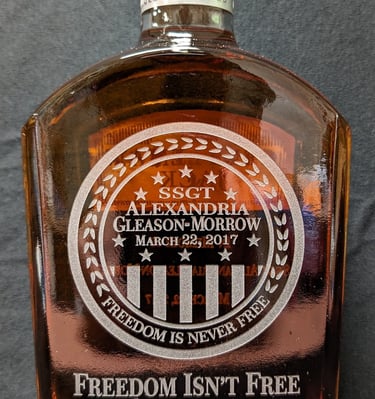 SSGT
ALEXANDRIA
GLEASON-MORROW
MARCH 22, 2017
FREEDOM IS NEVER FREE
FREEDOM ISN'T FREE